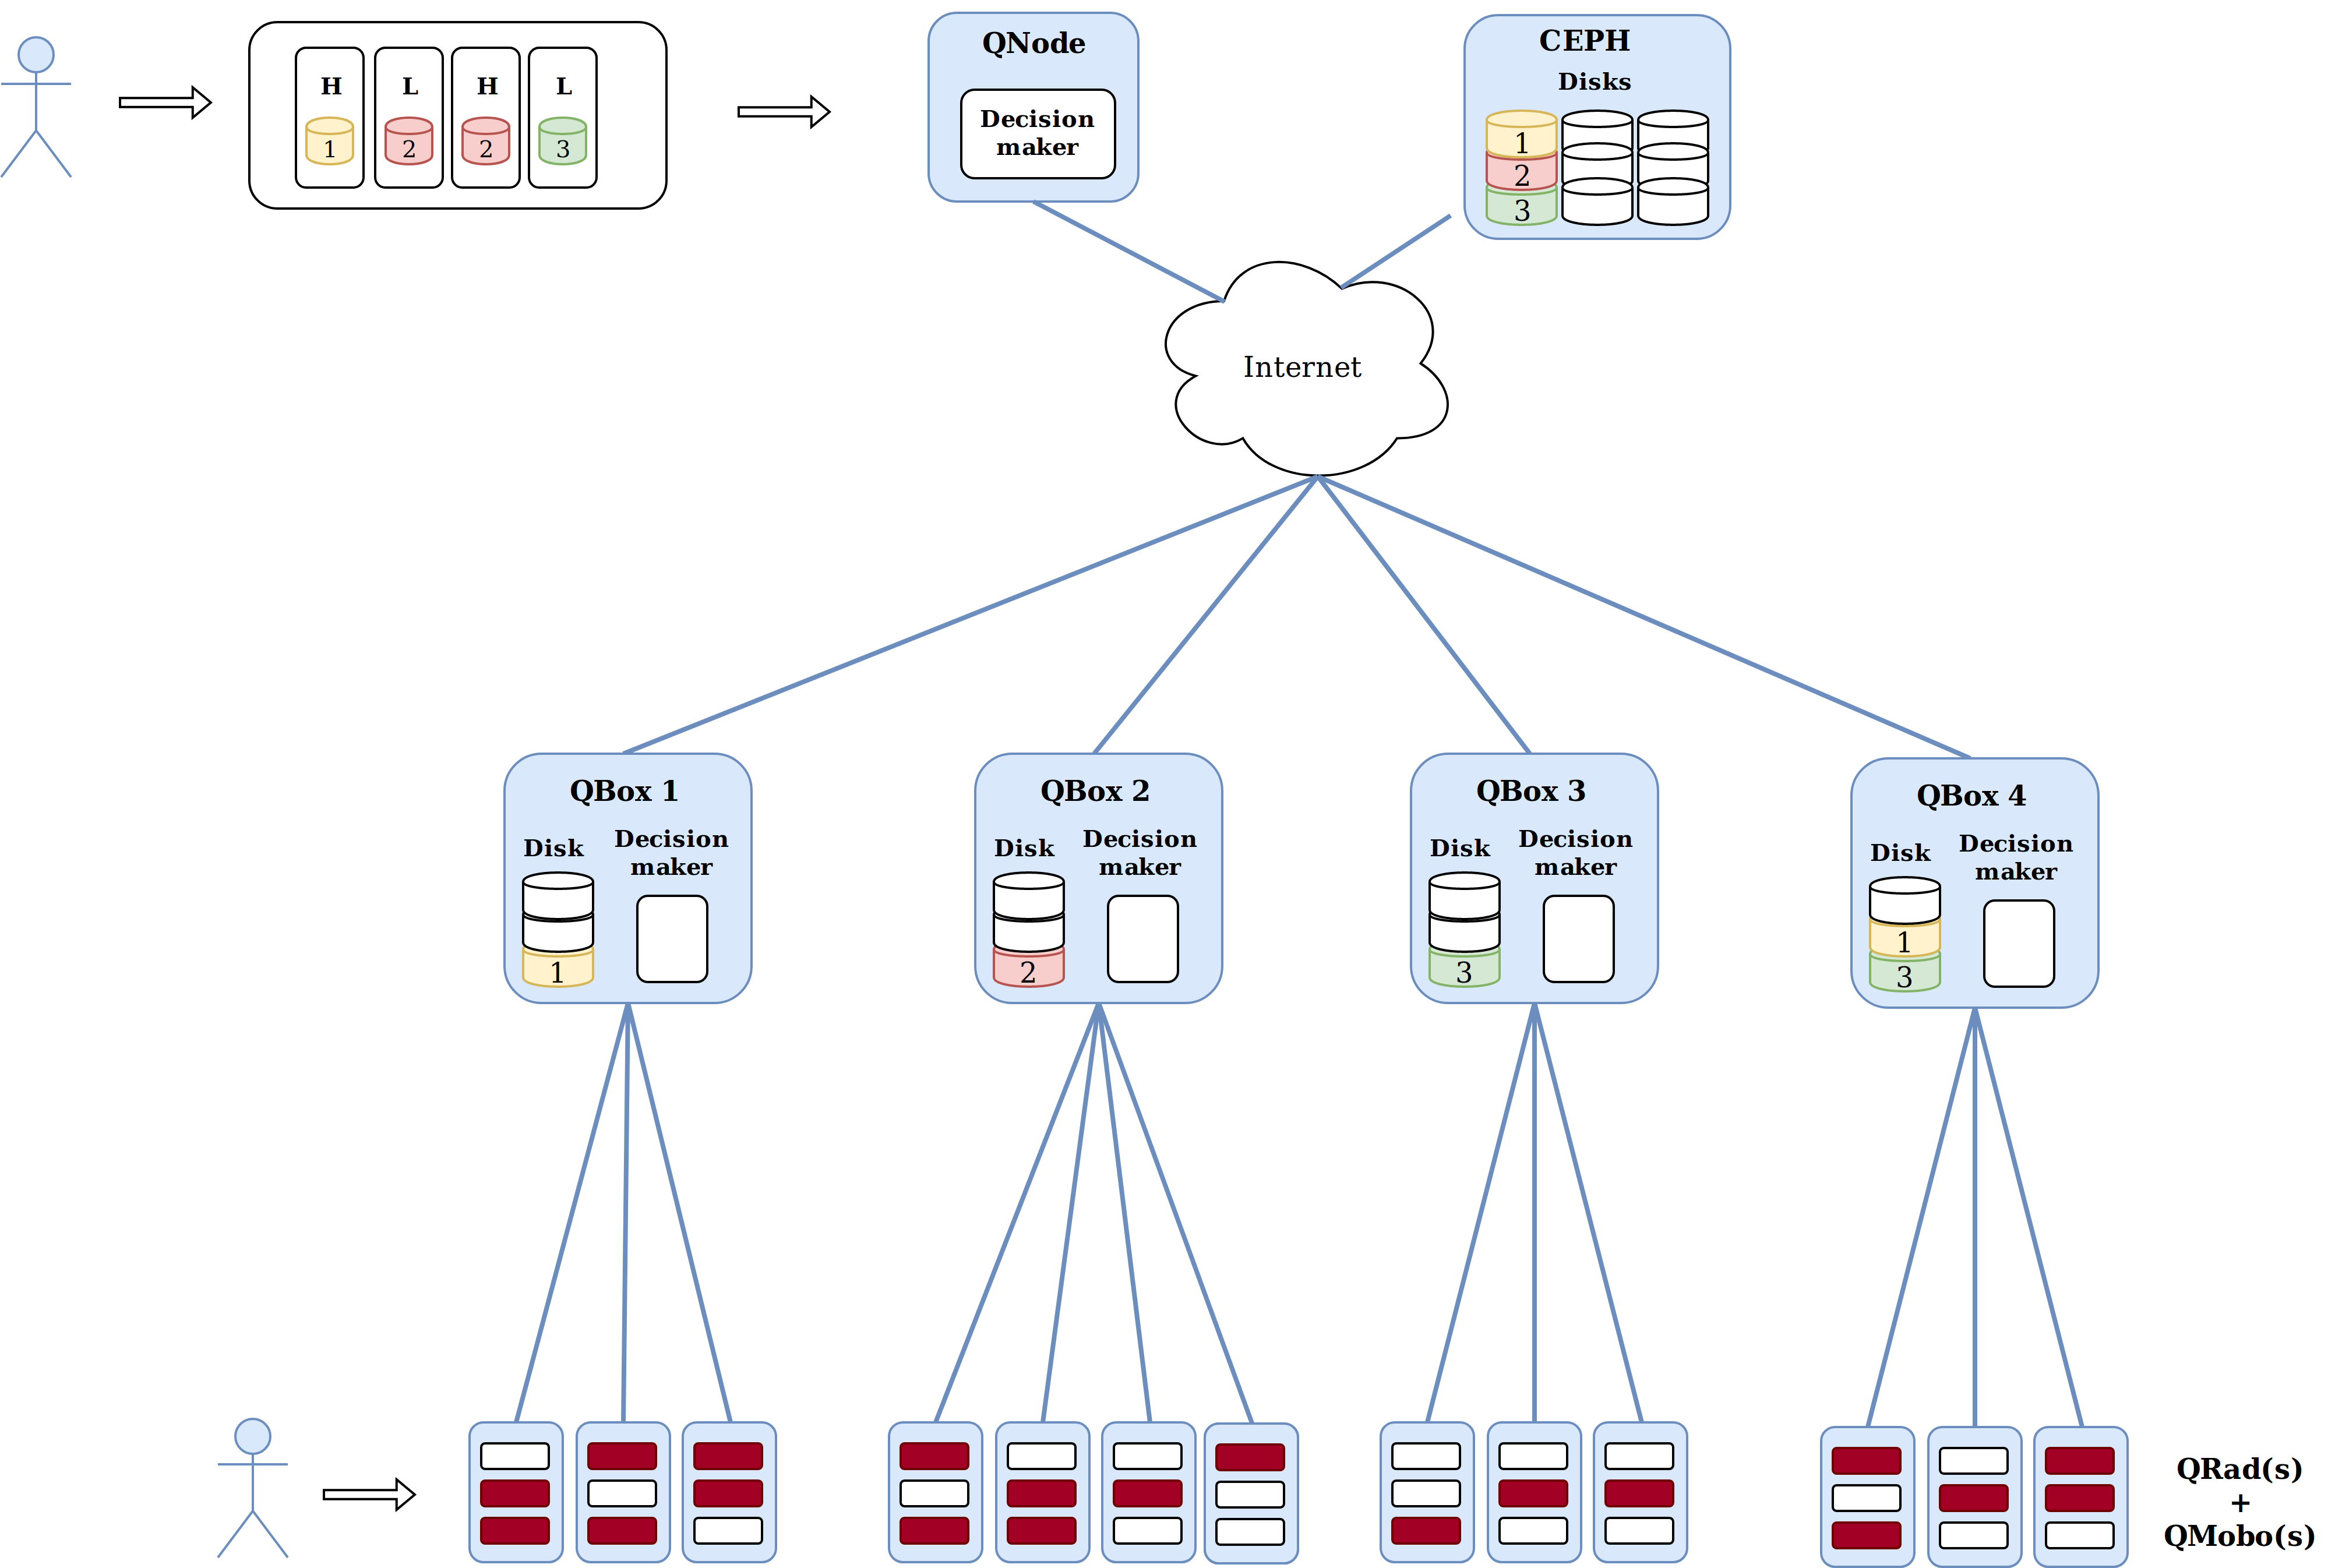 H L H L
1 2 2 3
QNode
Decision
maker
CEPH
Disks
1
2
3
Internet
QBox 1
Disk
Decision
maker
1
QBox 2
Disk
Decision
maker
2
QBox 3
Disk
Decision
maker
3
QBox 4
Disk
Decision
maker
1
3
QRad(s)
+
QMobo(s)